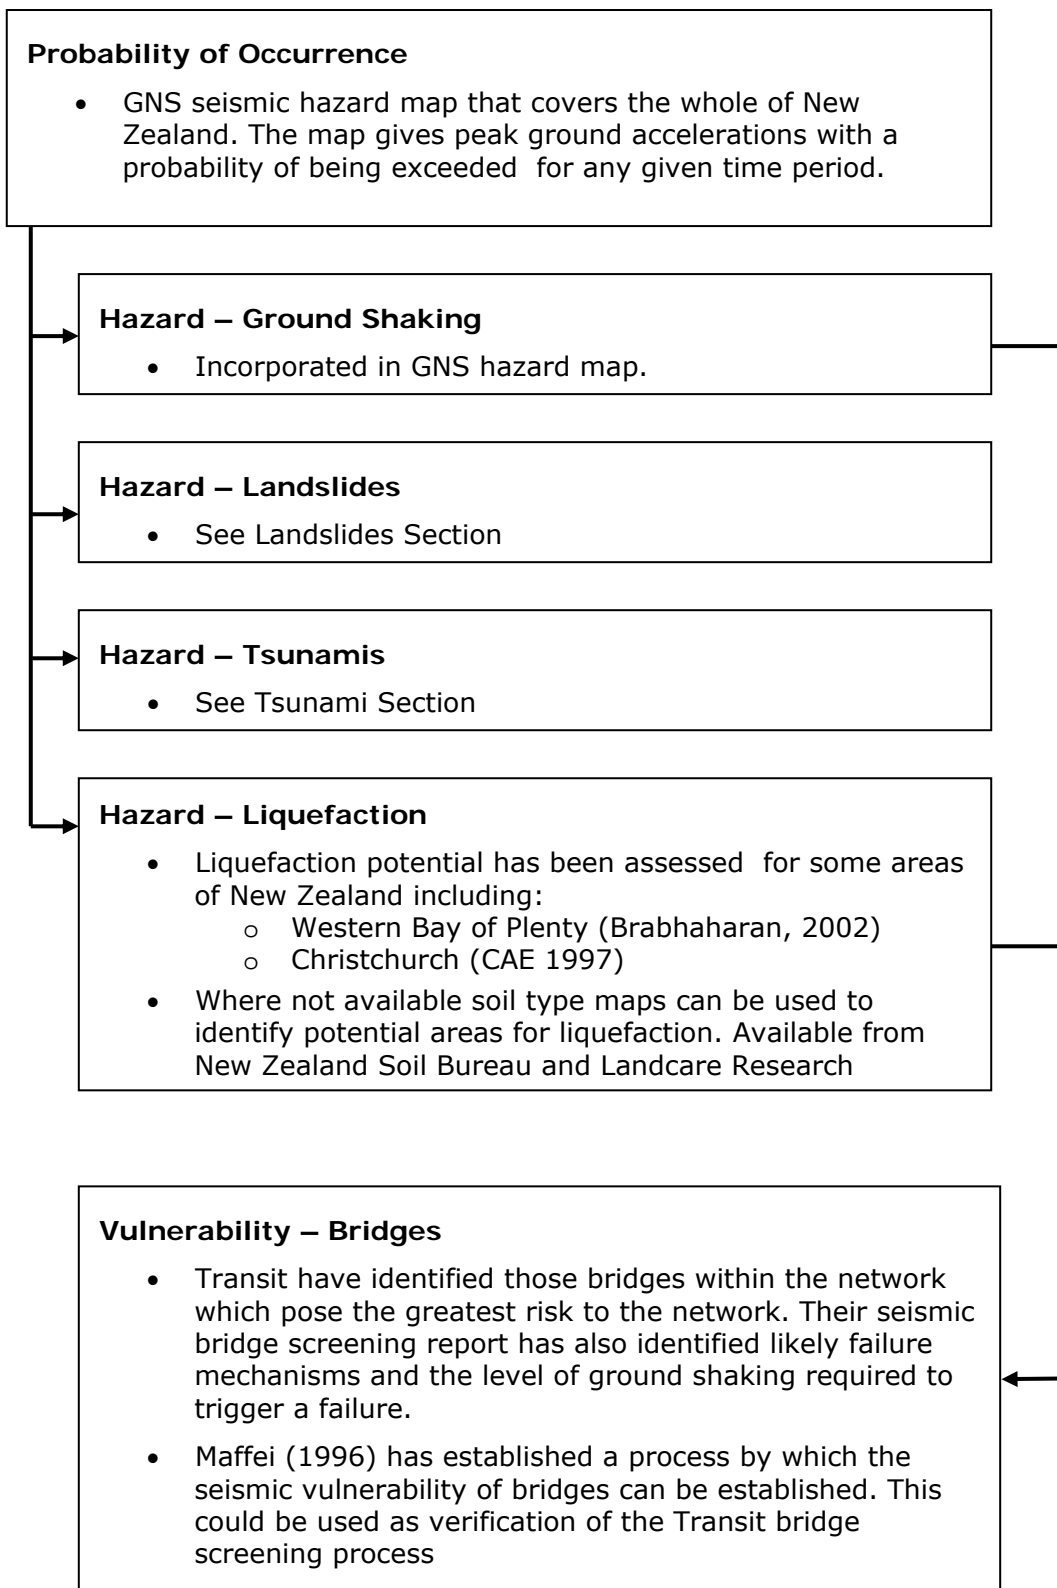 Probability of Occurrence
• GNS seismic hazard map that covers the whole of New
Zealand. The map gives peak ground accelerations with a
probability of being exceeded  for any given time period.
Hazard – Ground Shaking
• Incorporated in GNS hazard map.
Hazard – Landslides
• See Landslides Section
Hazard – Tsunamis
• See Tsunami Section
Hazard – Liquefaction
• Liquefaction potential has been assessed  for some areas
of New Zealand including:
o Western Bay of Plenty (Brabhaharan, 2002)
o Christchurch (CAE 1997)
• Where not available soil type maps can be used to
identify potential areas for liquefaction. Available from
New Zealand Soil Bureau and Landcare Research
Vulnerability – Bridges
• Transit have identified those bridges within the network
which pose the greatest risk to the network. Their seismic
bridge screening report has also identified likely failure
mechanisms and the level of ground shaking required to
trigger a failure.
• Maffei (1996) has established a process by which the
seismic vulnerability of bridges can be established. This
could be used as verification of the Transit bridge
screening process